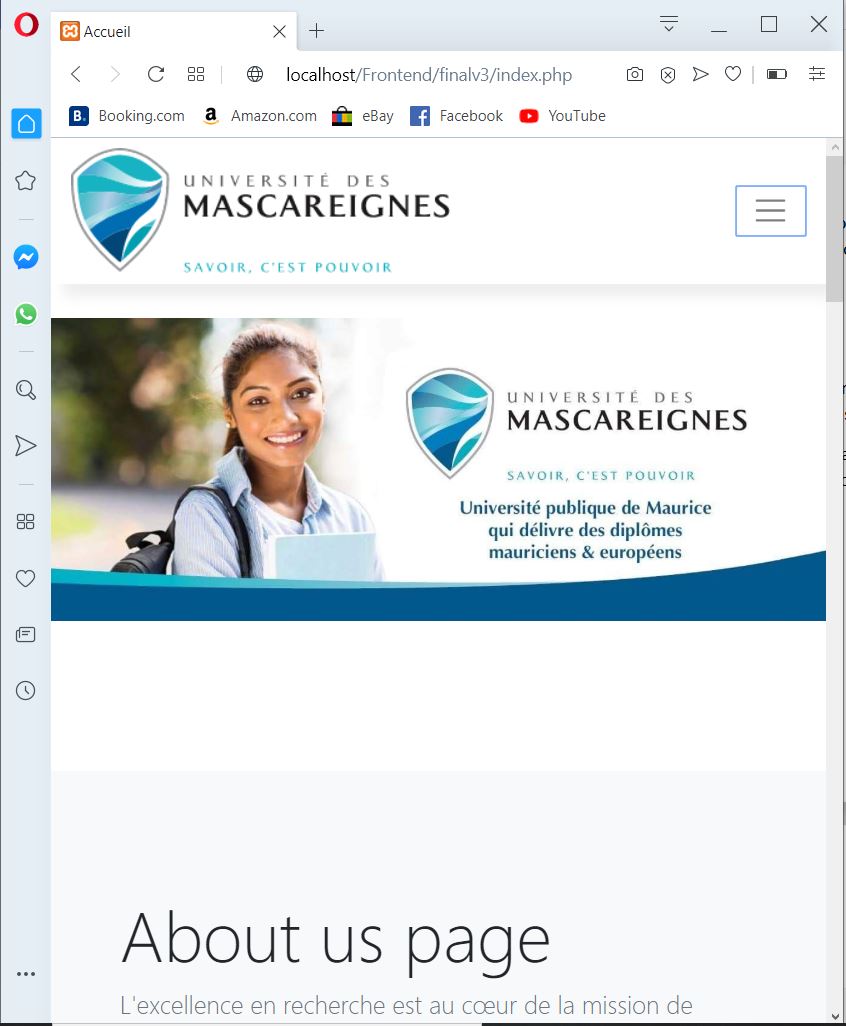 Accueil
localhost/Frontend/finalv3/index.php
B. Booking.com
a Amazon.com
eBay
Facebook
YouTube
UNIVERSITÉ DES
MASCAREIGNES
SAVOIR, C'EST POUVOIR
UNIVERSITÉ DES
MASCAREIGNES
SAVOIR, C'EST POUVOIR
Université publique de Maurice
qui délivre des diplômes
mauriciens & européens
About us page
L'excellence en recherche est au cœur de la mission de